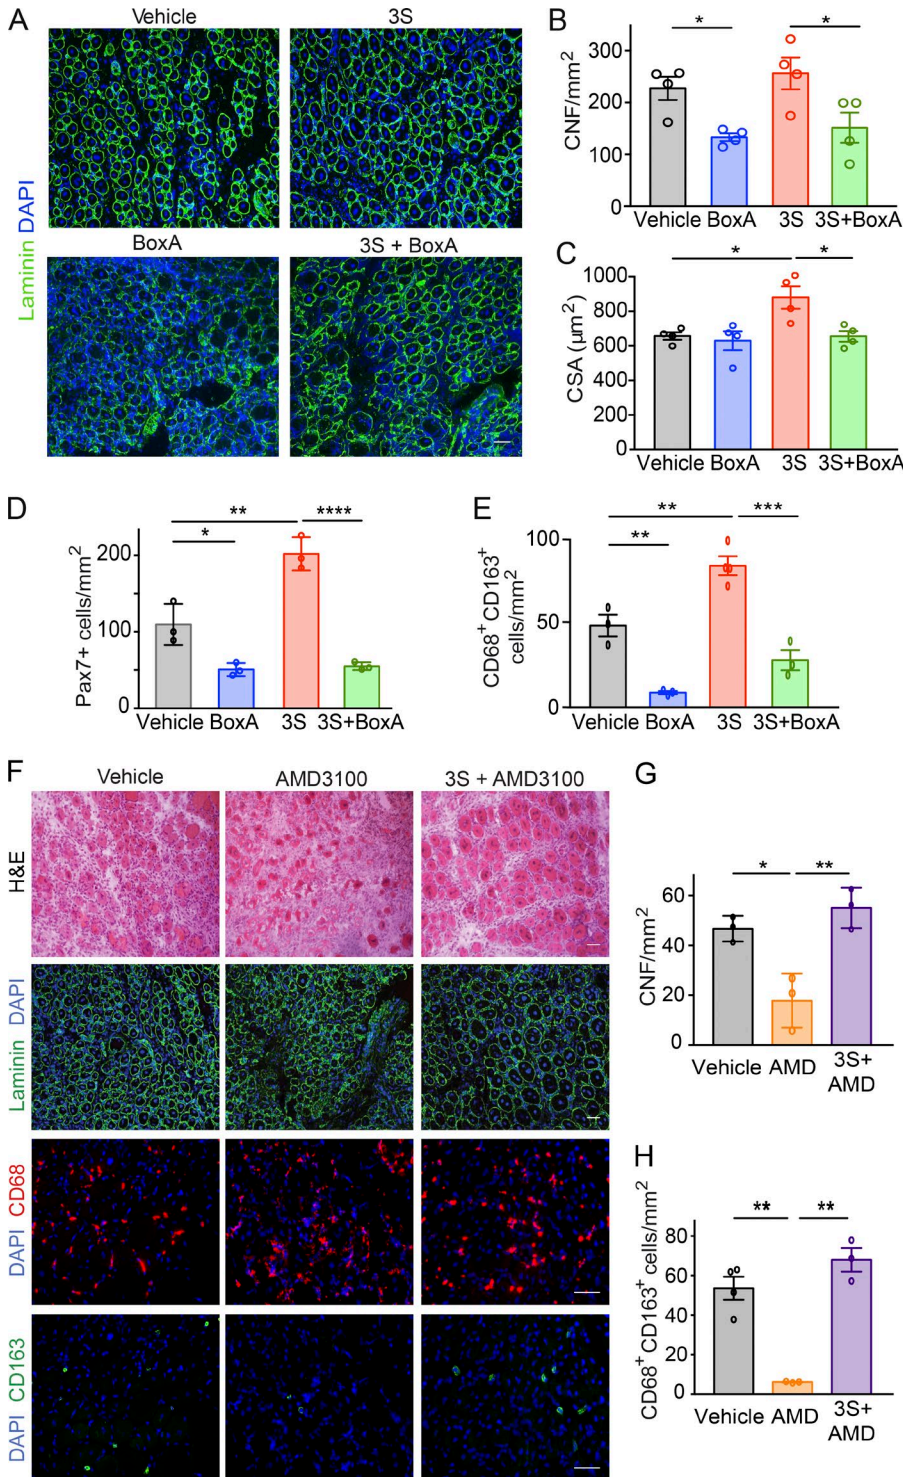 A
Vehicle
3S
Laminin DAPI
BoxA
3S + BoxA
B
CNF/mm2
300
200
100
0
*
*
Vehicle BoxA 3S 3S+BoxA
C
CSA (µm2)
1000
800
600
400
200
0
*
*
Vehicle BoxA 3S 3S+BoxA
D
Pax7+ cells/mm2
200
100
0
**
****
*
Vehicle BoxA 3S 3S+BoxA
E
CD68+ CD163+
cells/mm2
100
50
0
**
***
**
Vehicle BoxA 3S 3S+BoxA
F
Vehicle
AMD3100
3S + AMD3100
H&E
Laminin DAPI
DAPI CD68
DAPI CD163
G
CNF/mm2
60
40
20
0
*
**
Vehicle AMD 3S+
AMD
H
CD68+ CD163+ cells/mm2
80
60
40
20
0
**
**
Vehicle AMD 3S+
AMD